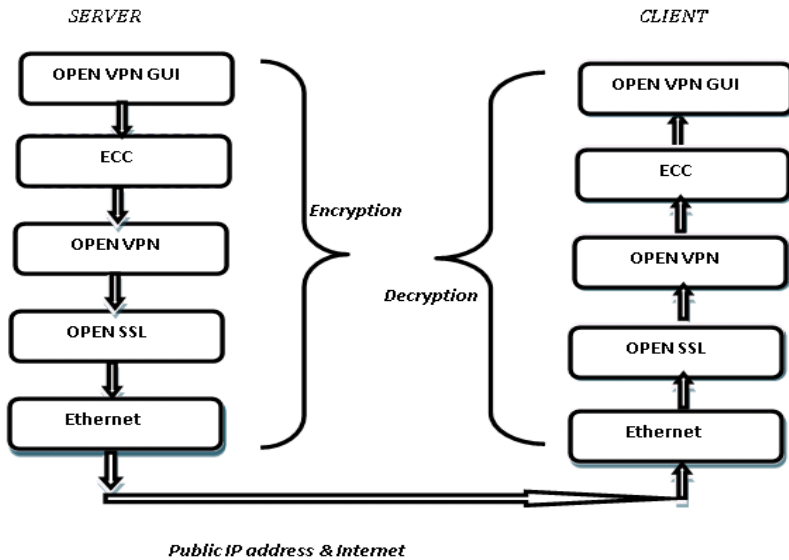 SERVER
CLIENT
OPEN VPN GUI
ECC
OPEN VPN
OPEN SSL
Ethernet
Encryption
Decryption
OPEN VPN GUI
ECC
OPEN VPN
OPEN SSL
Ethernet
Public IP address & Internet